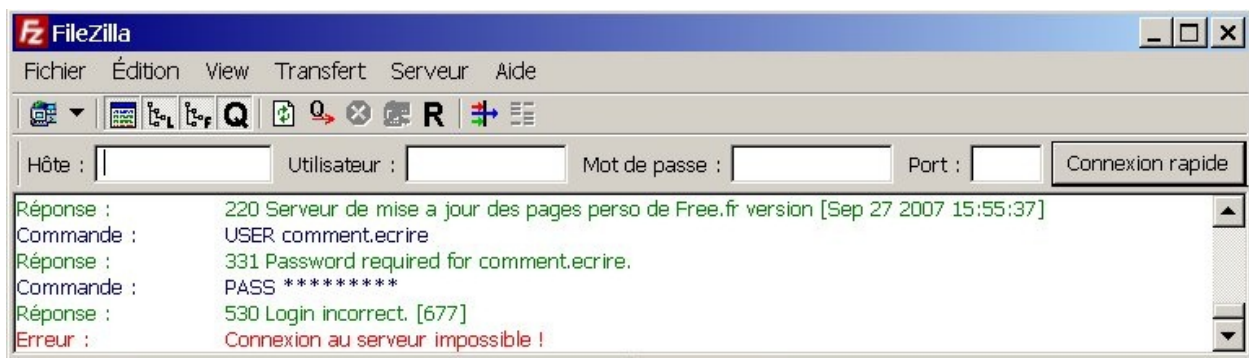 FileZilla
Fichier Édition View Transfert Serveur Aide
L F Q Q R
Hôte : Utilisateur : Mot de passe : Port : Connexion rapide
Réponse : 220 Serveur de mise a jour des pages perso de Free.fr version [Sep 27 2007 15:55:37]
Commande : USER comment.ecrire
Réponse : 331 Password required for comment.ecrire.
Commande : PASS *********
Réponse : 530 Login incorrect. [677]
Erreur : Connexion au serveur impossible !